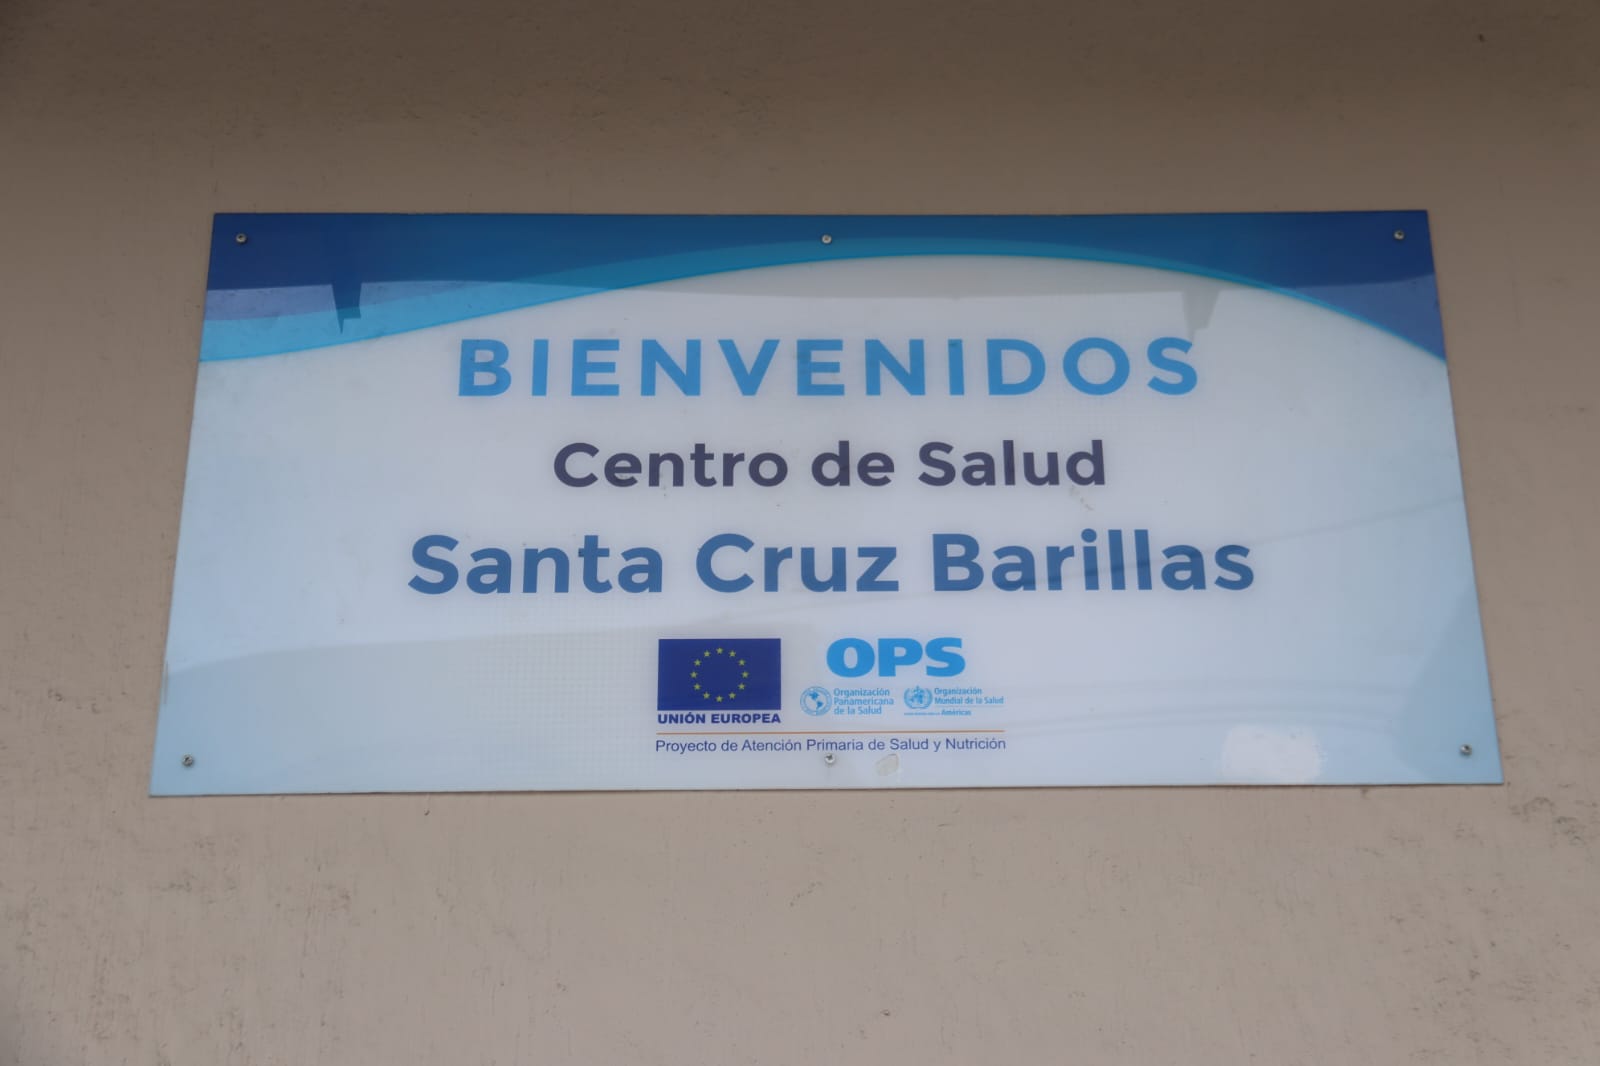 BIENVENIDOS
Centro de Salud
Santa Cruz Barillas
UNIÓN EUROPEA
OPS
Organización
Panamericana
de la Salud
Organización
Mundial de la Salud
Américas
Proyecto de Atención Primaria de Salud y Nutrición